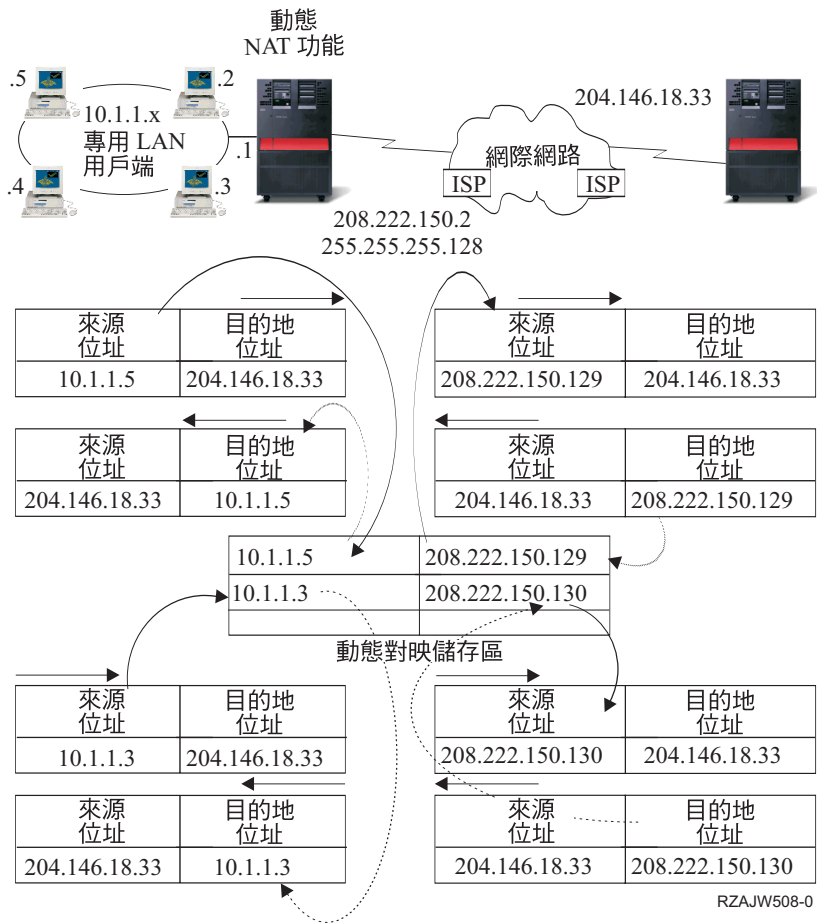 動態
NAT 功能
.5
.2
10.1.1.x
專用 LAN
用戶端
.1
.4
.3
204.146.18.33
網際網路
ISP
ISP
208.222.150.2
255.255.255.128
來源
位址
目的地
位址
10.1.1.5
204.146.18.33
來源
位址
目的地
位址
208.222.150.129
204.146.18.33
來源
位址
目的地
位址
204.146.18.33
10.1.1.5
來源
位址
目的地
位址
204.146.18.33
208.222.150.129
10.1.1.5
208.222.150.129
10.1.1.3
208.222.150.130
動態對映儲存區
來源
位址
目的地
位址
10.1.1.3
204.146.18.33
來源
位址
目的地
位址
208.222.150.130
204.146.18.33
來源
位址
目的地
位址
204.146.18.33
10.1.1.3
來源
位址
目的地
位址
204.146.18.33
208.222.150.130
RZAJW508-0